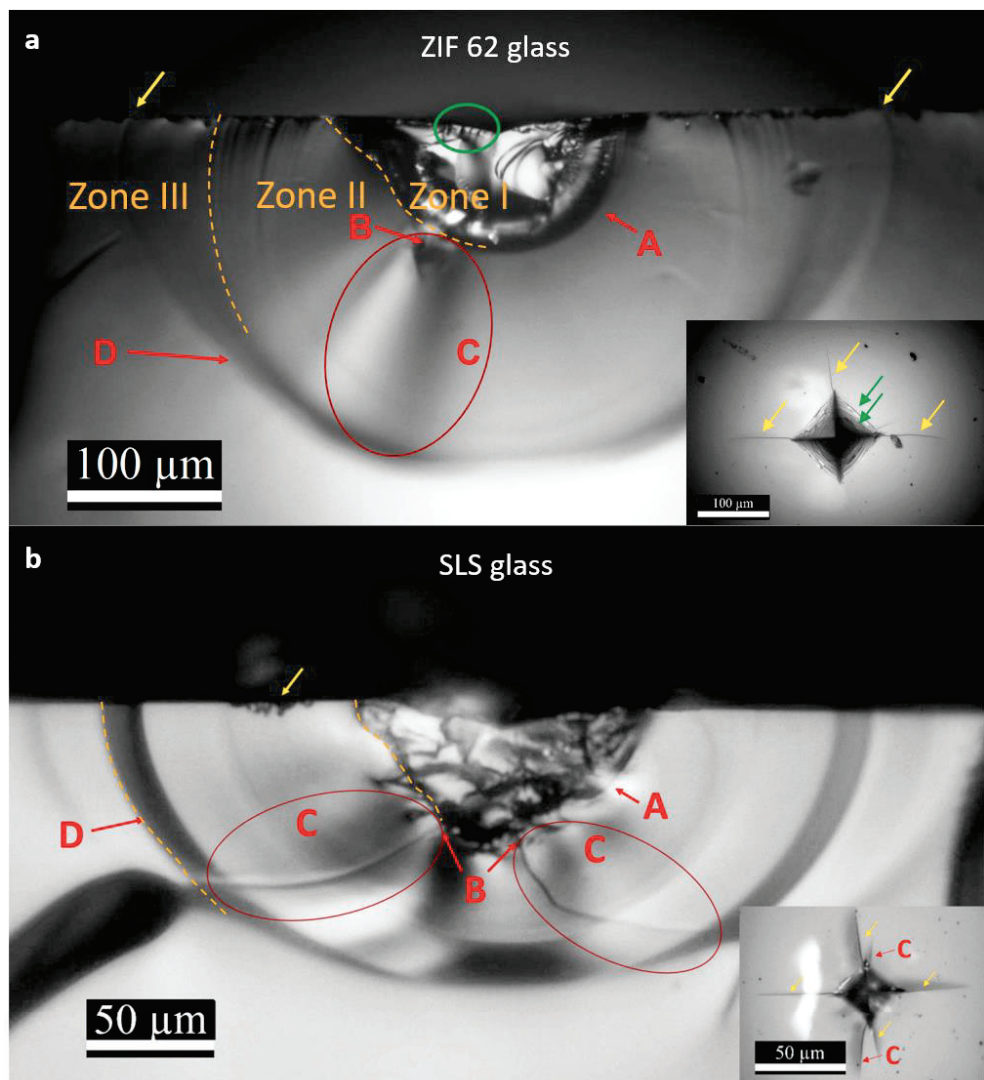 a
ZIF 62 glass
Zone III
Zone II
Zone I
B
A
D
C
100 µm
100 µm
b
SLS glass
C
A
D
B
C
C
C
50 µm
50 µm